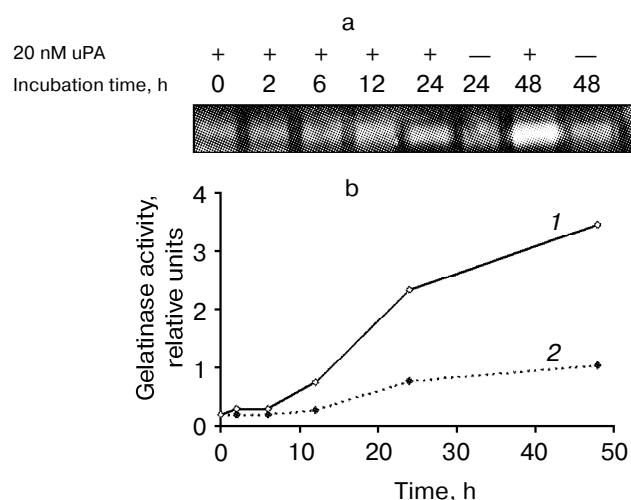 a
20 nM uPA + + + + + — + —
Incubation time, h 0 2 6 12 24 24 48 48
b
Gelatinase activity,
relative units
4
3
2
1
0
1
2
0 10 20 30 40 50
Time, h